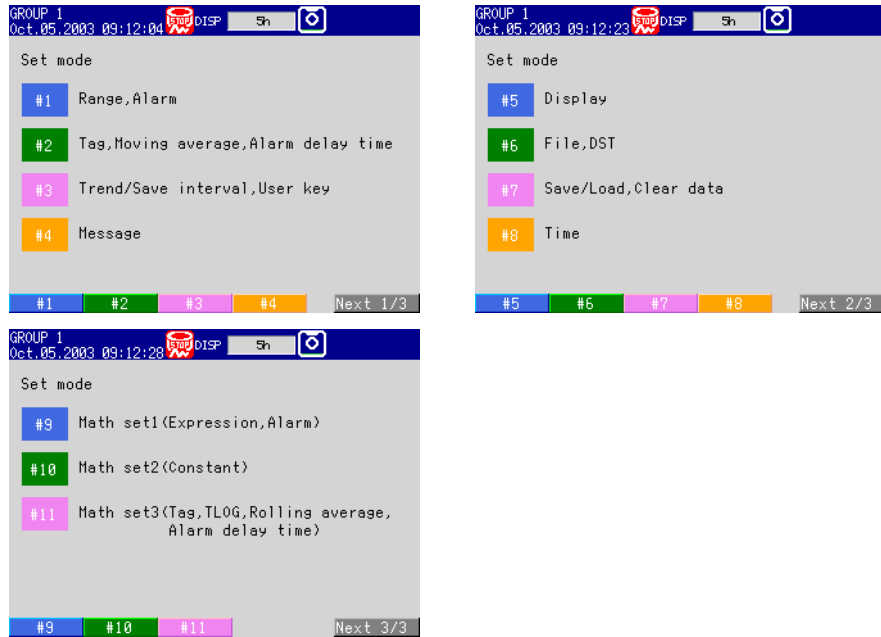 GROUP 1
Oct.05.2003 09:12:04 STOP DISP 5h
Set mode
#1 Range,Alarm
#2 Tag,Moving average,Alarm delay time
#3 Trend/Save interval,User key
#4 Message
#1 #2 #3 #4 Next 1/3
GROUP 1
Oct.05.2003 09:12:23 STOP DISP 5h
Set mode
#5 Display
#6 File,DST
#7 Save/Load,Clear data
#8 Time
#5 #6 #7 #8 Next 2/3
GROUP 1
Oct.05.2003 09:12:28 STOP DISP 5h
Set mode
#9 Math set1(Expression,Alarm)
#10 Math set2(Constant)
#11 Math set3(Tag,TLOG,Rolling average,
Alarm delay time)
#9 #10 #11 Next 3/3